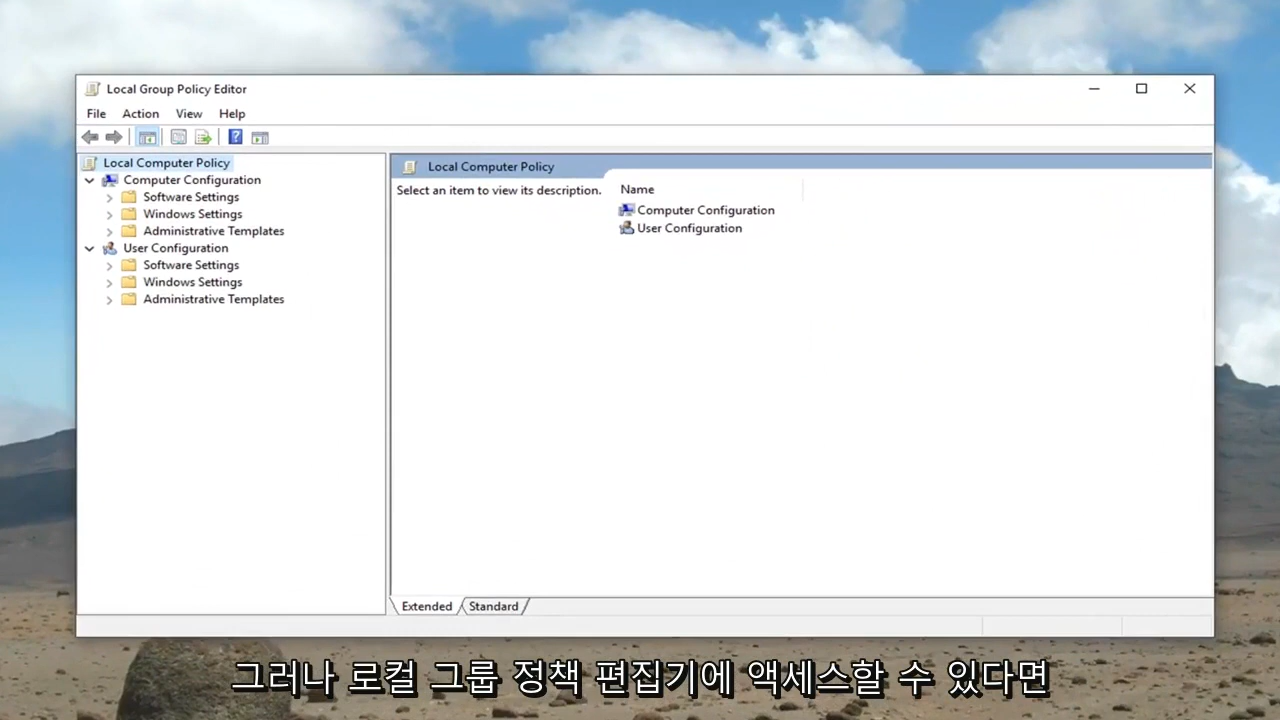 Local Group Policy Editor
File Action View Help
Local Computer Policy
Computer Configuration
Software Settings
Windows Settings
Administrative Templates
User Configuration
Software Settings
Windows Settings
Administrative Templates
Local Computer Policy
Select an item to view its description.
Name
Computer Configuration
User Configuration
Extended Standard
그러나 로컬 그룹 정책 편집기에 액세스할 수 있다면